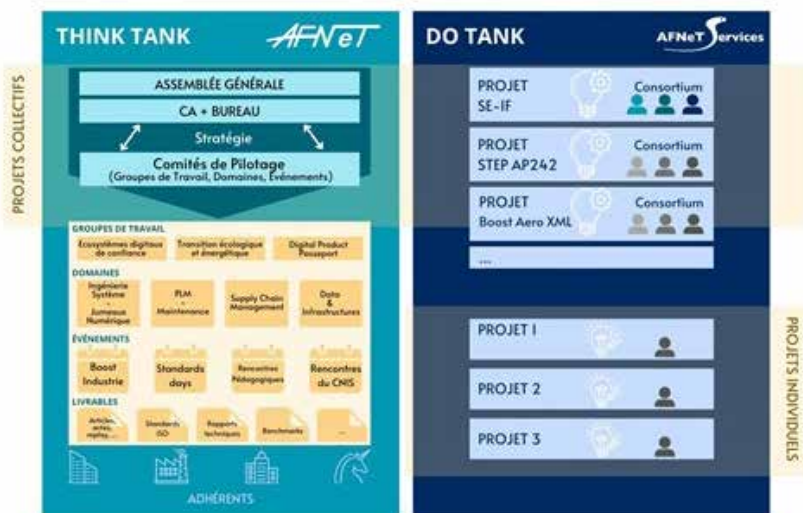 THINK TANK
AFNeT
PROJETS COLLECTIFS
ASSEMBLÉE GÉNÉRALE
CA + BUREAU
Stratégie
Comités de Pilotage
(Groupes de Travail, Domaines, Événements)
GROUPES DE TRAVAIL
Écosystèmes digitaux
de confiance
Transition écologique
et énergétique
Digital Product
Passeport
DOMAINES
Ingénierie
Système
-
Jumeaux
Numérique
PLM
-
Maintenance
Supply Chain
Management
Data
&
Infrastructures
ÉVÉNEMENTS
Boost
Industrie
Standards
days
Rencontres
Pédagogiques
Rencontres
du CNIS
LIVRABLES
Articles,
actes,
replay, ...
Standards
ISO
Rapports
techniques
Benchmarks
...
ADHÉRENTS
DO TANK
AFNeT Services
PROJET
SE-IF
Consortium
PROJET
STEP AP242
Consortium
PROJET
Boost Aero XML
Consortium
...
PROJET 1
PROJET 2
PROJET 3
PROJETS INDIVIDUELS